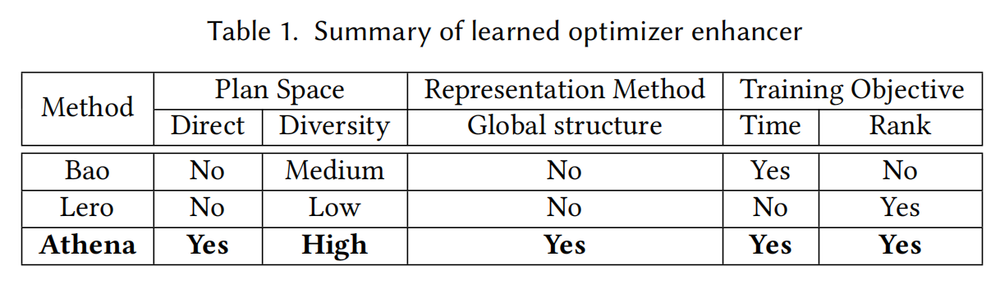 Table 1. Summary of learned optimizer enhancer
Method Plan Space Representation Method Training Objective
Direct Diversity Global structure Time Rank
Bao No Medium No Yes No
Lero No Low No No Yes
Athena Yes High Yes Yes Yes